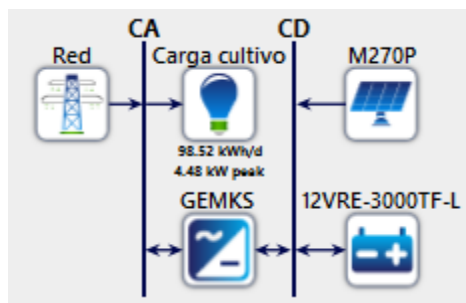 CA
CD
Red
Carga cultivo
M270P
98.52 kWh/d
4.48 kW peak
GEMKS
12VRE-3000TF-L